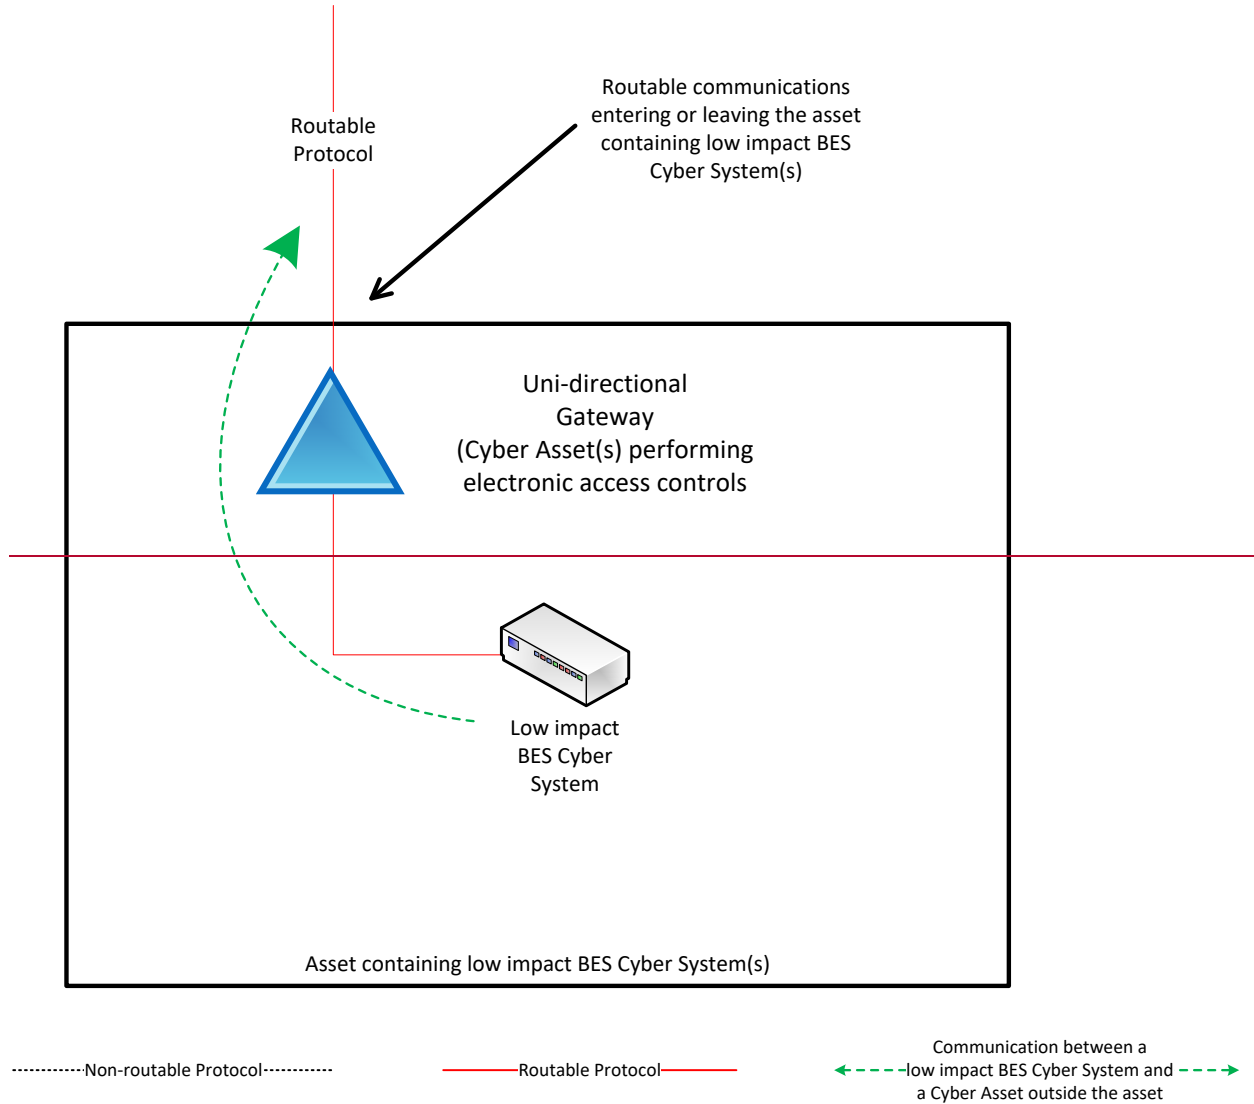 Routable communications
entering or leaving the asset
containing low impact BES
Cyber System(s)
Routable
Protocol
Uni-directional
Gateway
(Cyber Asset(s) performing
electronic access controls
Low impact
BES Cyber
System
Asset containing low impact BES Cyber System(s)
Non-routable Protocol
Routable Protocol
Communication between a
low impact BES Cyber System and
a Cyber Asset outside the asset